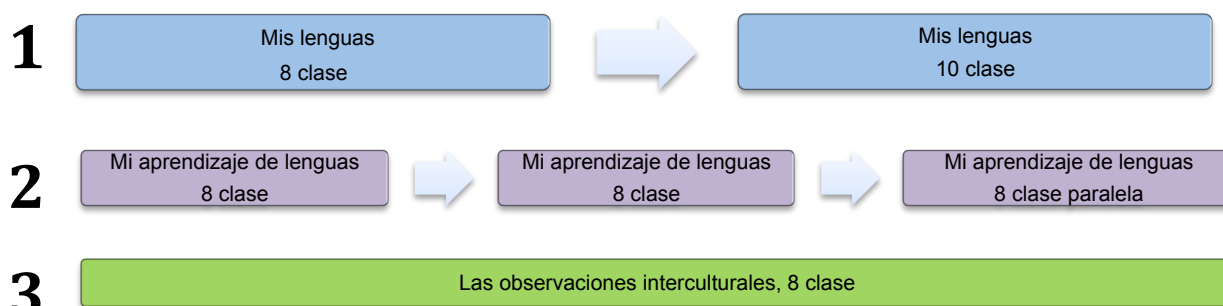 1
Mis lenguas
8 clase
Mis lenguas
10 clase
2
Mi aprendizaje de lenguas
8 clase
Mi aprendizaje de lenguas
8 clase
Mi aprendizaje de lenguas
8 clase paralela
3
Las observaciones interculturales, 8 clase